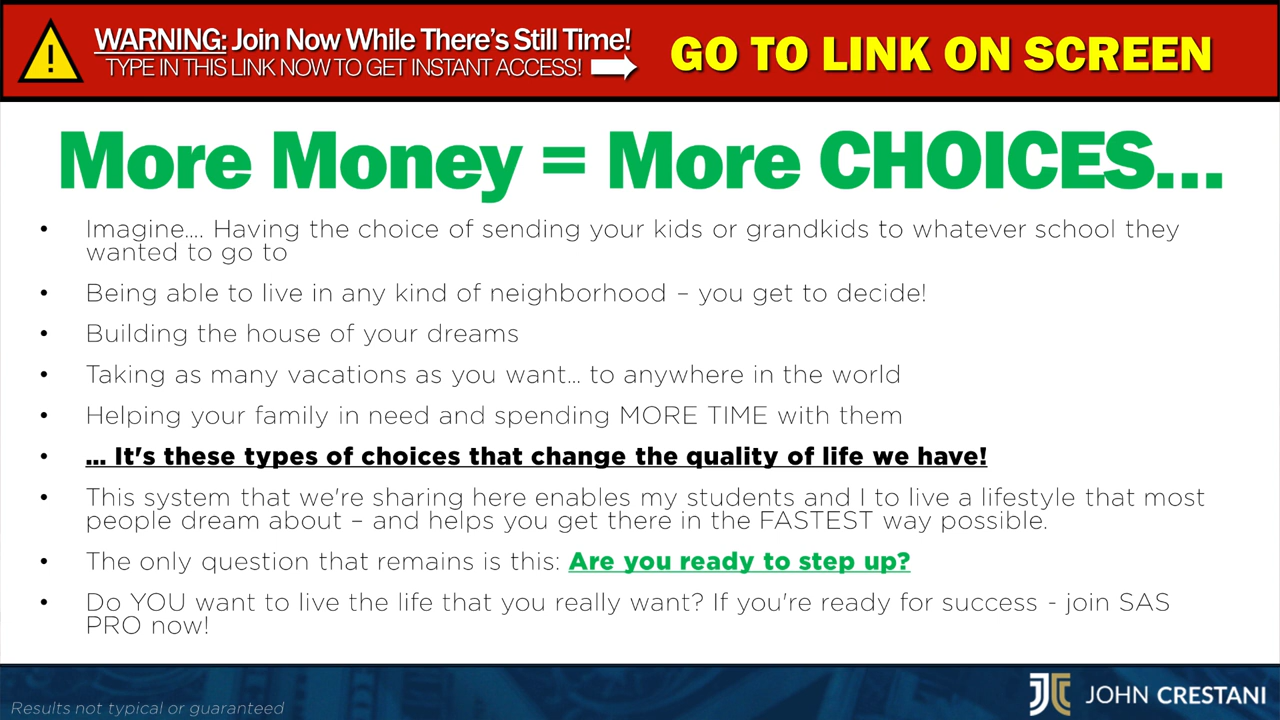 WARNING: Join Now While There's Still Time!
TYPE IN THIS LINK NOW TO GET INSTANT ACCESS!
GO TO LINK ON SCREEN
More Money = More CHOICES...
• Imagine.... Having the choice of sending your kids or grandkids to whatever school they
wanted to go to
• Being able to live in any kind of neighborhood – you get to decide!
• Building the house of your dreams
• Taking as many vacations as you want... to anywhere in the world
• Helping your family in need and spending MORE TIME with them
• ... It's these types of choices that change the quality of life we have!
• This system that we're sharing here enables my students and I to live a lifestyle that most
people dream about – and helps you get there in the FASTEST way possible.
• The only question that remains is this: Are you ready to step up?
• Do YOU want to live the life that you really want? If you're ready for success - join SAS
PRO now!
Results not typical or guaranteed
JOHN CRESTANI